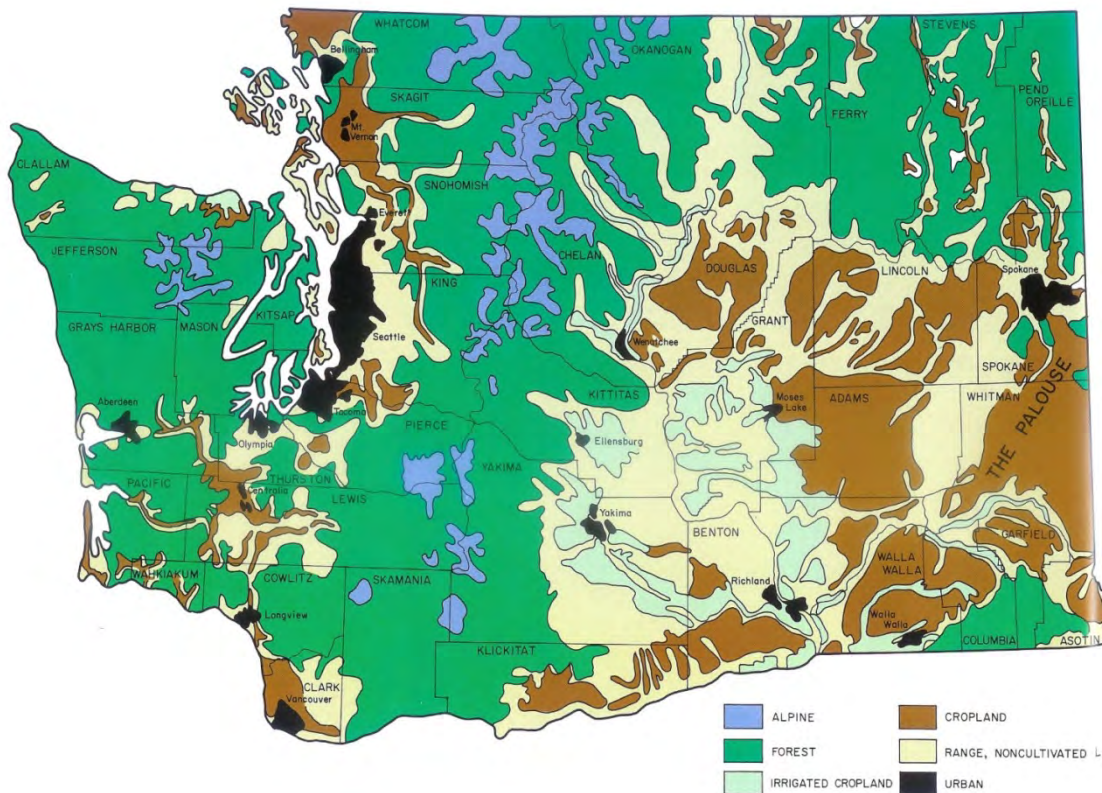 WHATCOM
Bellingham
SKAGIT
Mt.
Vernon
OKANOGAN
STEVENS
PEND
OREILLE
FERRY
CLALLAM
SNOHOMISH
Everett
JEFFERSON
CHELAN
DOUGLAS
LINCOLN
Spokane
KING
KITSAP
GRAYS HARBOR
MASON
Seattle
GRANT
Wenatchee
SPOKANE
KITTITAS
Moses
Lake
ADAMS
WHITMAN
THE PALOUSE
Aberdeen
Tacoma
Olympia
PIERCE
Ellensburg
YAKIMA
PACIFIC
THURSTON
Centralia
LEWIS
Yakima
BENTON
GARFIELD
WALLA
WALLA
WAHKIAKUM
COWLITZ
SKAMANIA
Richland
Walla
Walla
Longview
COLUMBIA
ASOTIN
KLICKITAT
CLARK
Vancouver
ALPINE
CROPLAND
FOREST
RANGE, NONCULTIVATED L
IRRIGATED CROPLAND
URBAN